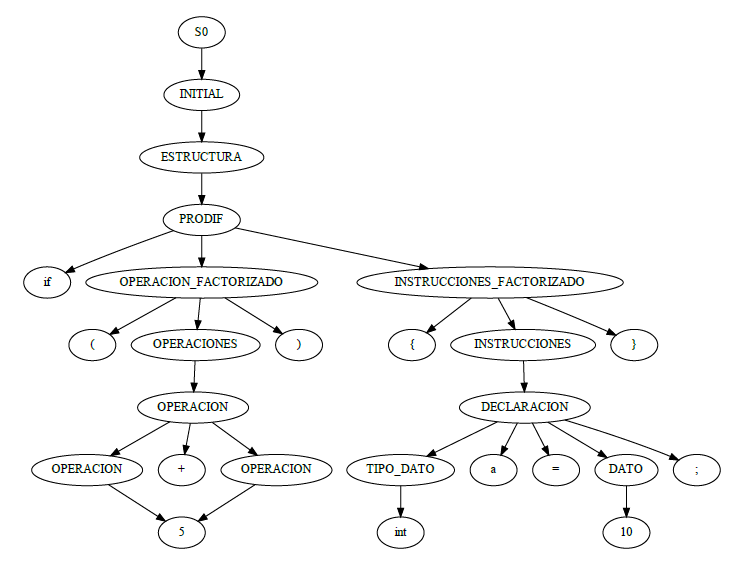 S0
INITIAL
ESTRUCTURA
PRODIF
if OPERACION_FACTORIZADO INSTRUCCIONES_FACTORIZADO
( OPERACIONES ) { INSTRUCCIONES }
OPERACION DECLARACION
OPERACION + OPERACION TIPO_DATO a = DATO ;
5 int 10